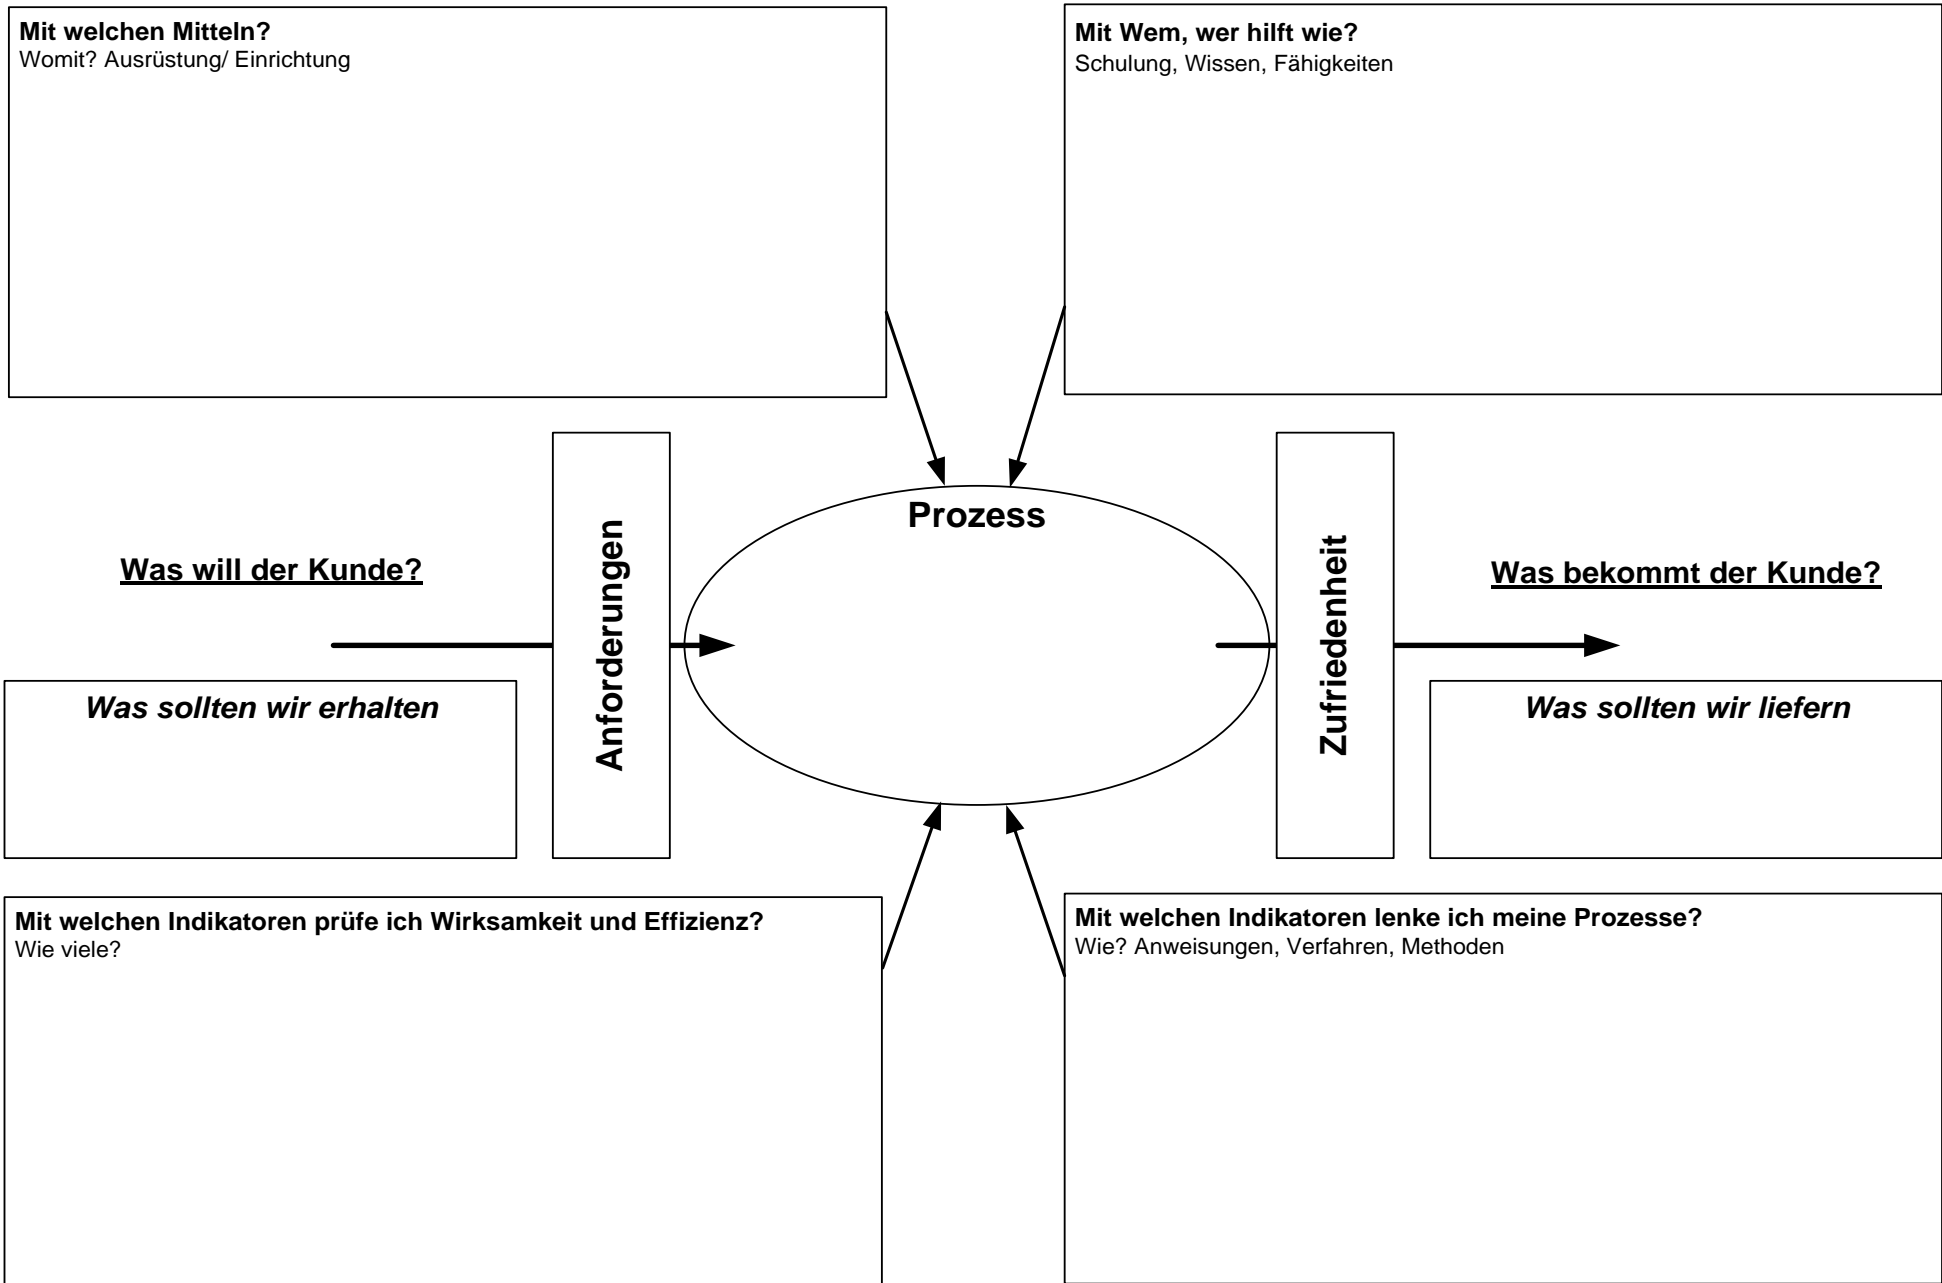 Mit welchen Mitteln?
Womit? Ausrüstung/ Einrichtung
Mit Wem, wer hilft wie?
Schulung, Wissen, Fähigkeiten
Was will der Kunde?
Anforderungen
Prozess
Zufriedenheit
Was bekommt der Kunde?
Was sollten wir erhalten
Was sollten wir liefern
Mit welchen Indikatoren prüfe ich Wirksamkeit und Effizienz?
Wie viele?
Mit welchen Indikatoren lenke ich meine Prozesse?
Wie? Anweisungen, Verfahren, Methoden